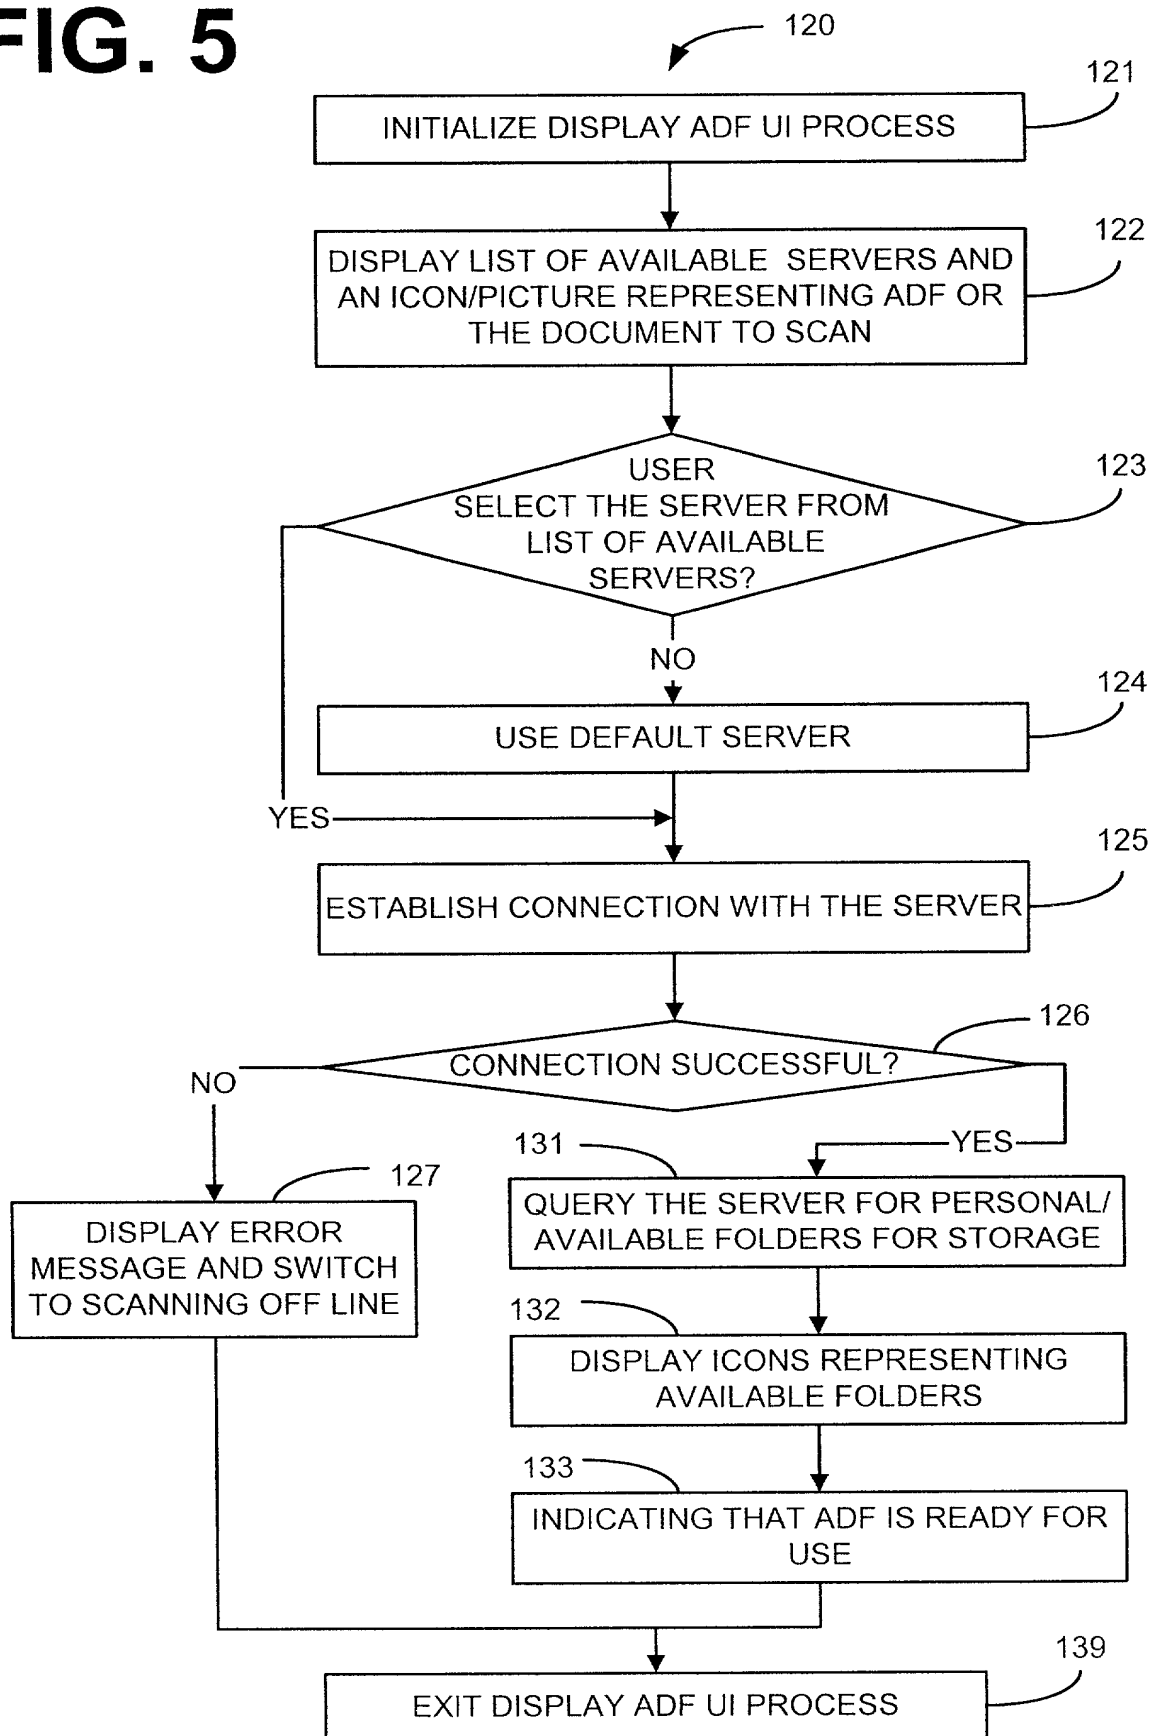 FIG. 5
120
121
INITIALIZE DISPLAY ADF UI PROCESS
122
DISPLAY LIST OF AVAILABLE SERVERS AND
AN ICON/PICTURE REPRESENTING ADF OR
THE DOCUMENT TO SCAN
123
USER
SELECT THE SERVER FROM
LIST OF AVAILABLE
SERVERS?
NO
124
USE DEFAULT SERVER
YES
125
ESTABLISH CONNECTION WITH THE SERVER
126
CONNECTION SUCCESSFUL?
NO
YES
127
DISPLAY ERROR
MESSAGE AND SWITCH
TO SCANNING OFF LINE
131
QUERY THE SERVER FOR PERSONAL/
AVAILABLE FOLDERS FOR STORAGE
132
DISPLAY ICONS REPRESENTING
AVAILABLE FOLDERS
133
INDICATING THAT ADF IS READY FOR
USE
139
EXIT DISPLAY ADF UI PROCESS